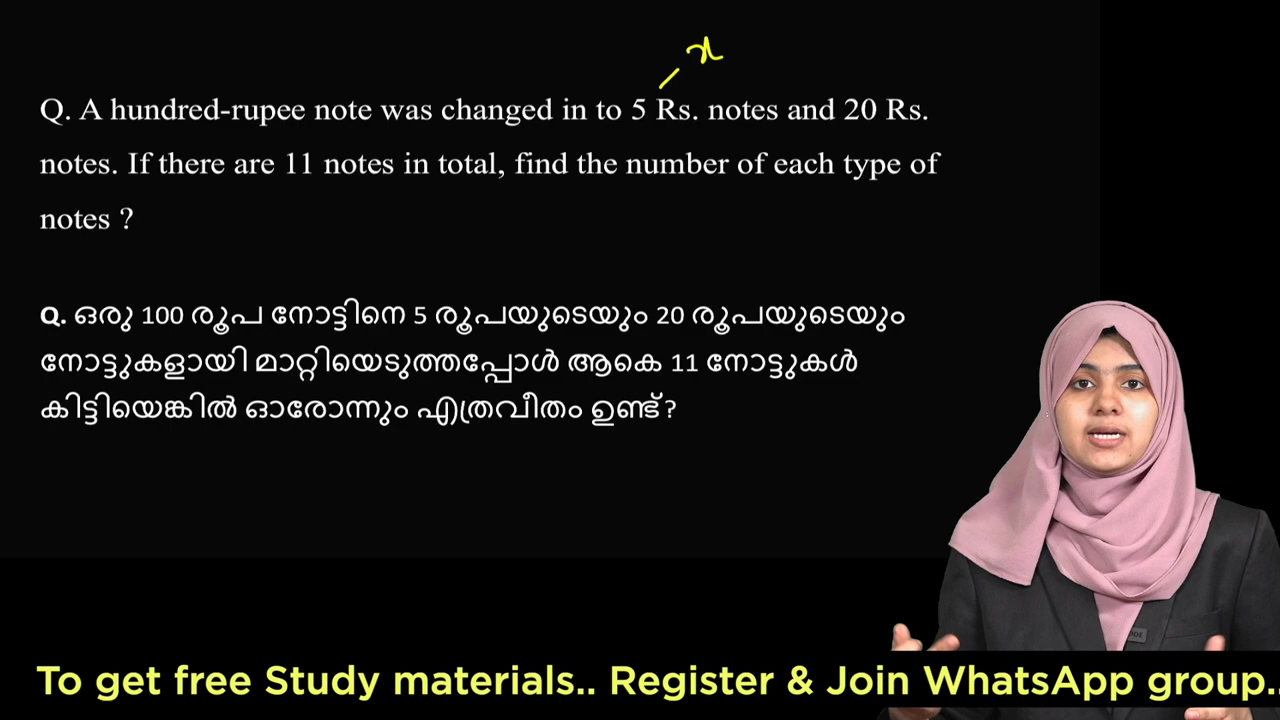 x
Q. A hundred-rupee note was changed in to 5 Rs. notes and 20 Rs.
notes. If there are 11 notes in total, find the number of each type of
notes ?
Q. ഒരു 100 രൂപ നോട്ടിനെ 5 രൂപയുടെയും 20 രൂപയുടെയും
നോട്ടുകളായി മാറ്റിയെടുത്തപ്പോൾ ആകെ 11 നോട്ടുകൾ
കിട്ടിയെങ്കിൽ ഓരോന്നും എത്രവീതം ഉണ്ട് ?
To get free Study materials.. Register & Join WhatsApp group..